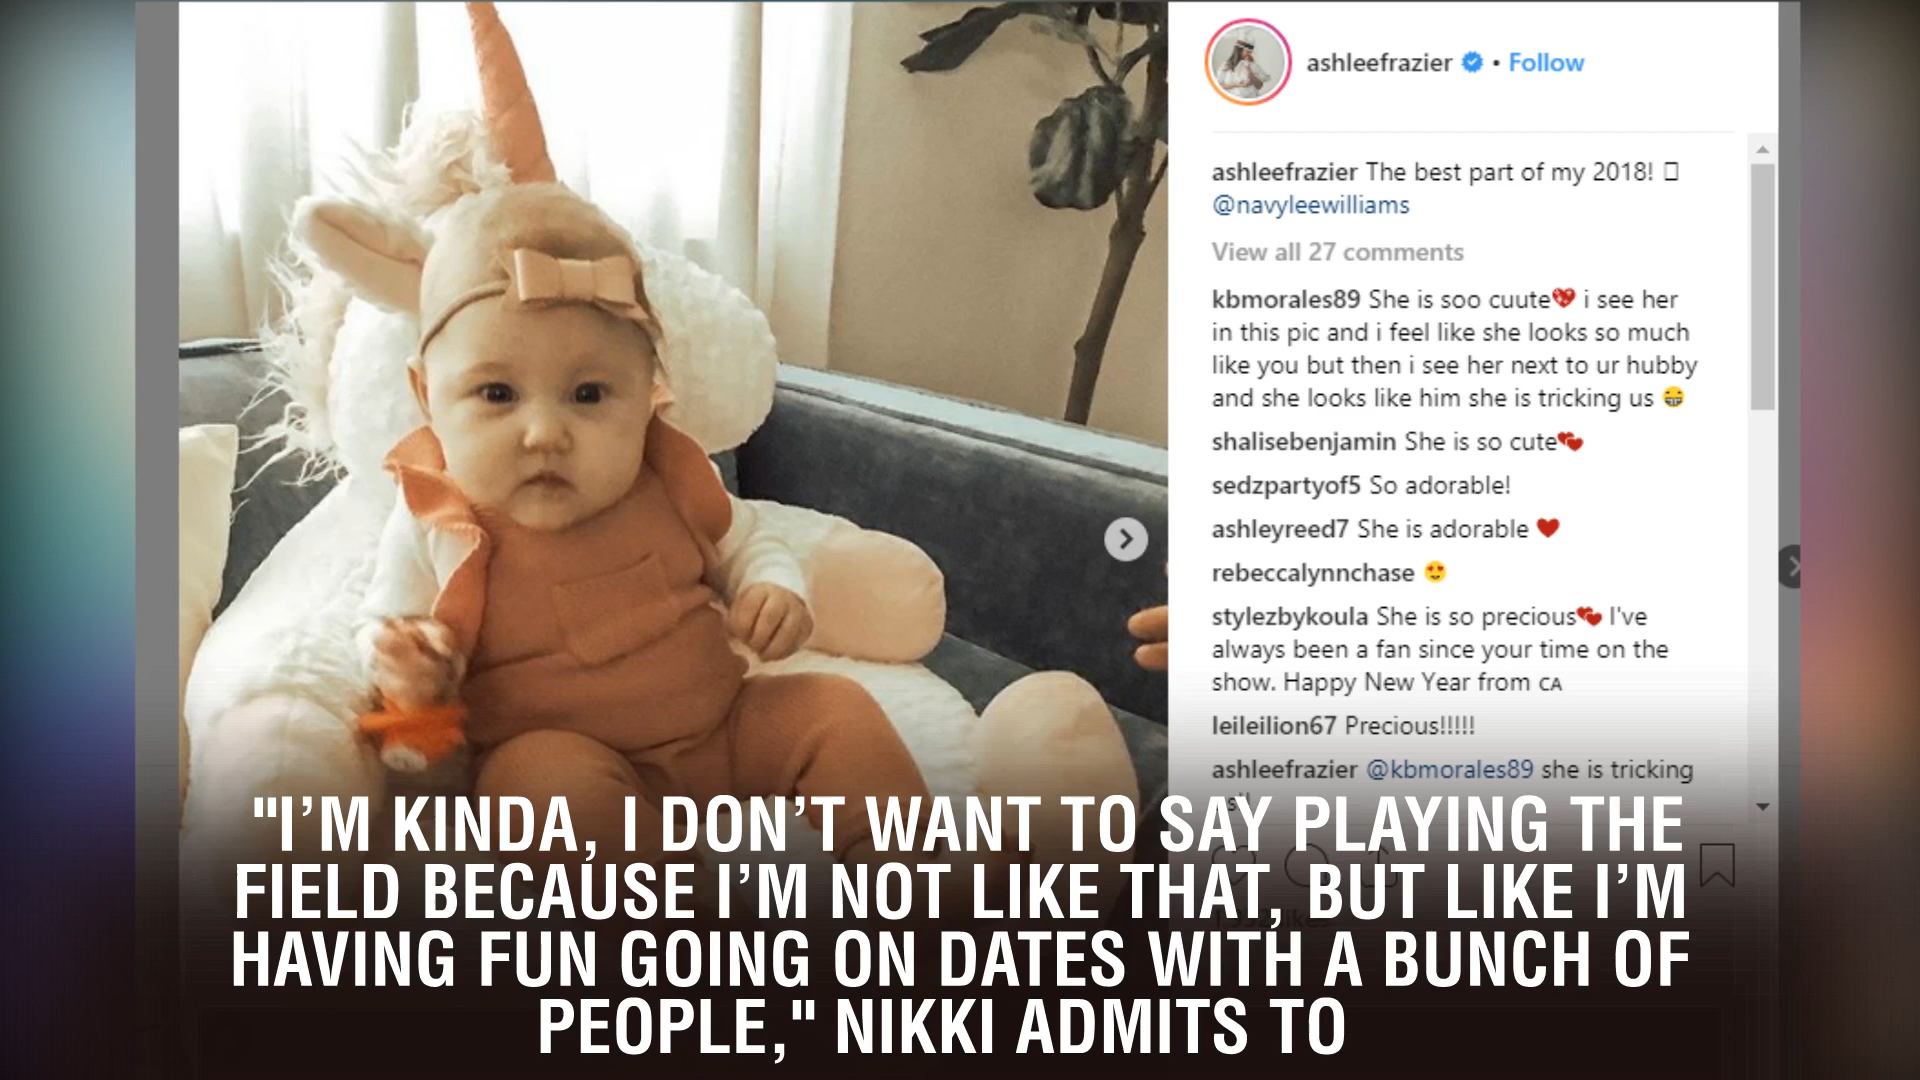 ashleefrazier • Follow
ashleefrazier The best part of my 2018!
@navyleewilliams
View all 27 comments
kbmorales89 She is soo cuute i see her
in this pic and i feel like she looks so much
like you but then i see her next to ur hubby
and she looks like him she is tricking us
shalisebenjamin She is so cute
sedzpartyof5 So adorable!
ashleyreed7 She is adorable
rebeccalynnchase
stylezbykoula She is so precious I've
always been a fan since your time on the
show. Happy New Year from CA
leileilion67 Precious!!!!!
ashleefrazier @kbmorales89 she is tricking
"I’M KINDA, I DON’T WANT TO SAY PLAYING THE
FIELD BECAUSE I’M NOT LIKE THAT, BUT LIKE I’M
HAVING FUN GOING ON DATES WITH A BUNCH OF
PEOPLE," NIKKI ADMITS TO